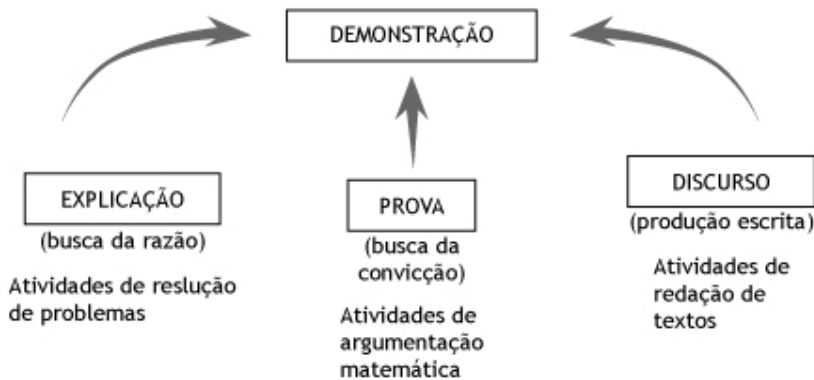 DEMONSTRAÇÃO
EXPLICAÇÃO
(busca da razão)
Atividades de reslução
de problemas
PROVA
(busca da
convicção)
Atividades de
argumentação
matemática
DISCURSO
(produção escrita)
Atividades de
redação de
textos